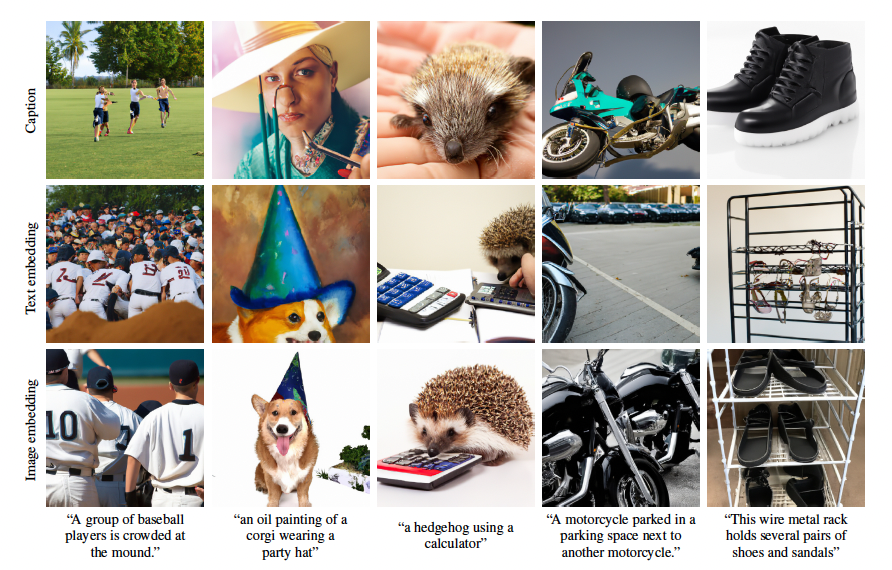 Caption
Text embedding
Image embedding
10
1
“A group of baseball
players is crowded at
the mound.”
“an oil painting of a
corgi wearing a
party hat”
“a hedgehog using a
calculator”
“A motorcycle parked in a
parking space next to
another motorcycle.”
“This wire metal rack
holds several pairs of
shoes and sandals”